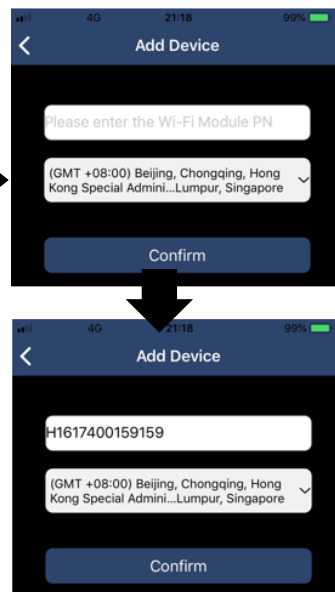 4G 21:18 99%
Add Device
Please enter the Wi-Fi Module PN
(GMT +08:00) Beijing, Chongqing, Hong
Kong Special Admini...Lumpur, Singapore
Confirm
4G 21:18 99%
Add Device
H1617400159159
(GMT +08:00) Beijing, Chongqing, Hong
Kong Special Admini...Lumpur, Singapore
Confirm